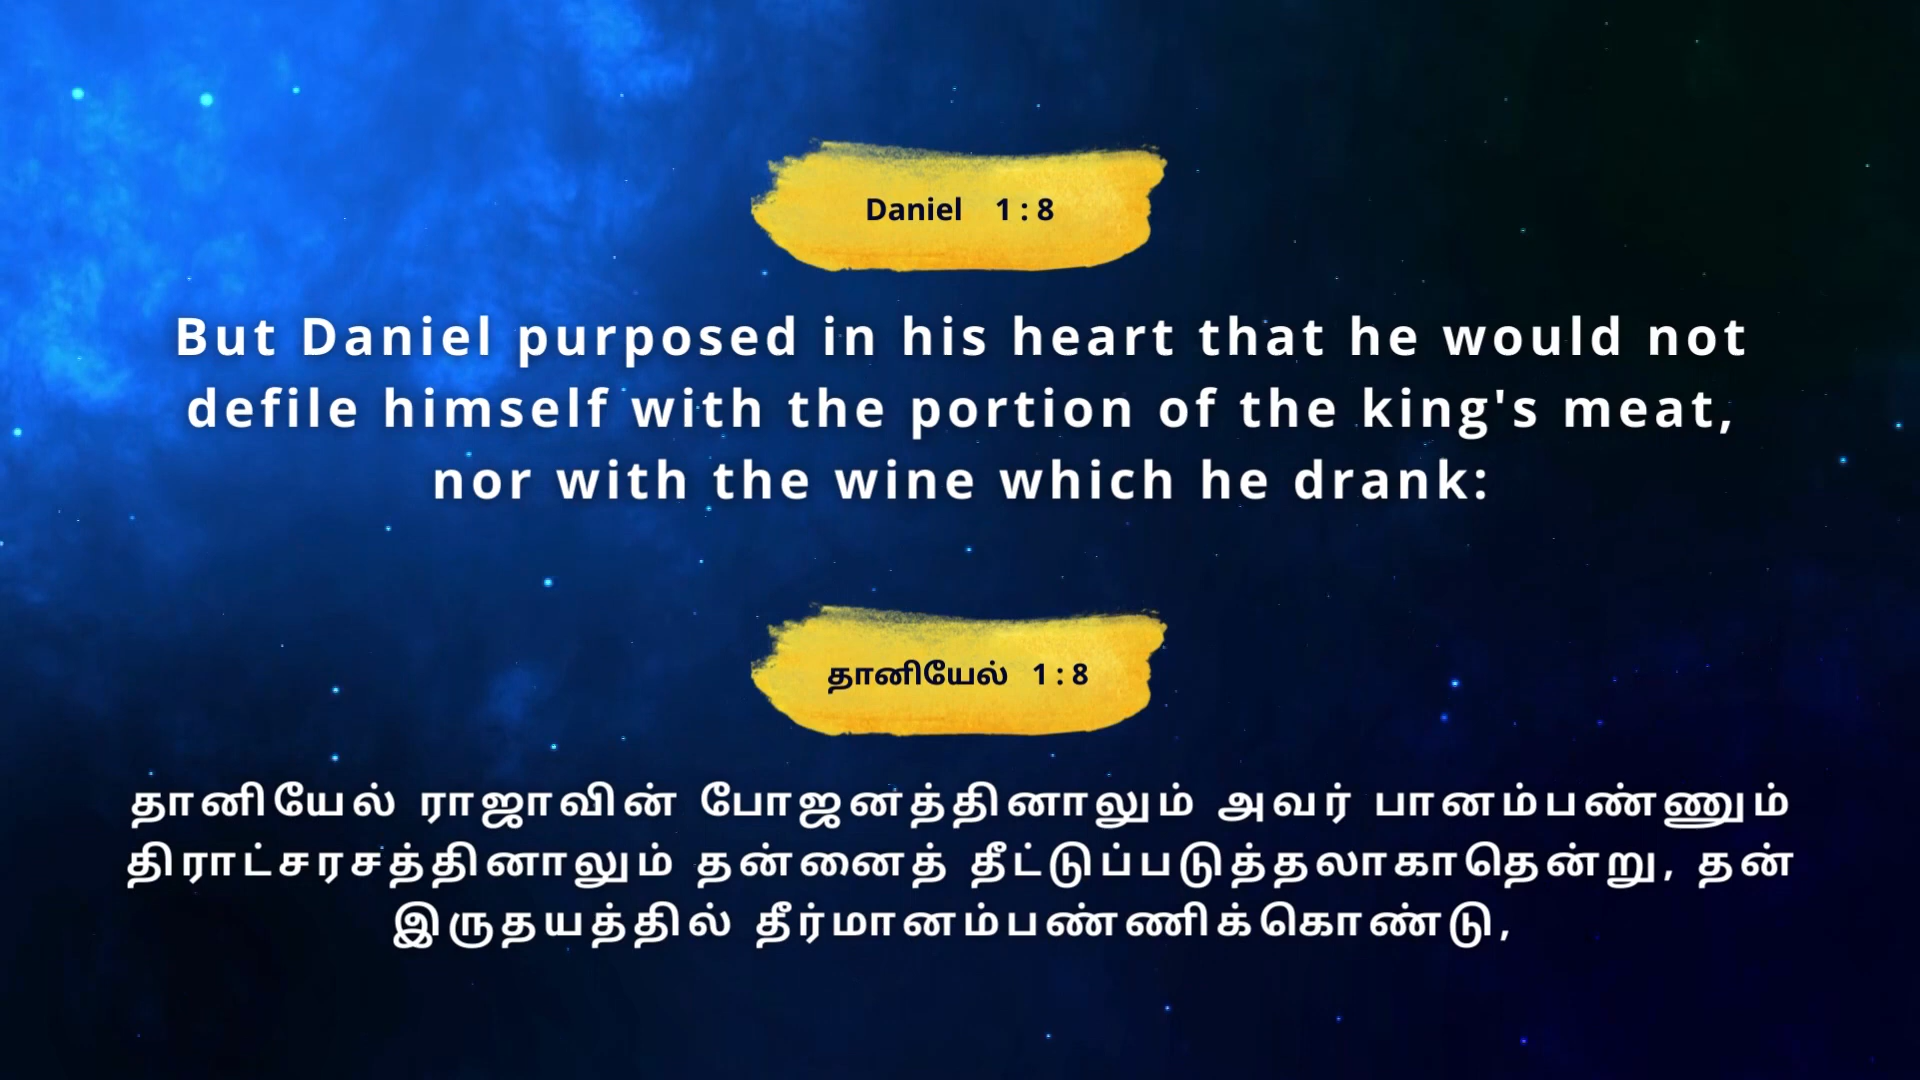 Daniel 1 : 8
But Daniel purposed in his heart that he would not
defile himself with the portion of the king's meat,
nor with the wine which he drank:
தானியேல் 1 : 8
தானியேல் ராஜாவின் போஜனத்தினாலும் அவர் பானம்பண்ணும்
திராட்சரசத்தினாலும் தன்னைத் தீட்டுப்படுத்தலாகாதென்று, தன்
இருதயத்தில் தீர்மானம்பண்ணிக்கொண்டு,